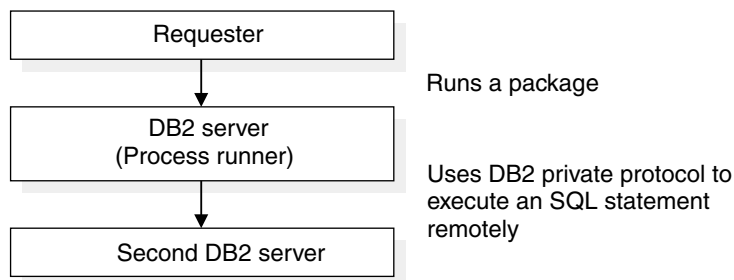 Requester
Runs a package
DB2 server
(Process runner)
Uses DB2 private protocol to
execute an SQL statement
remotely
Second DB2 server